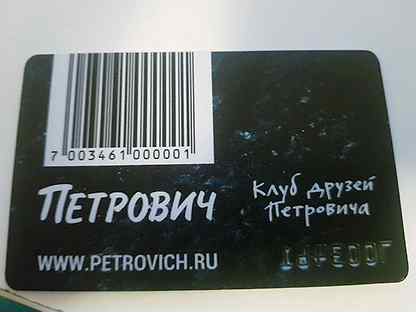 7 003461 000001
ПЕТРОВИЧ
Клуб друзей
Петровича
WWW.PETROVICH.RU